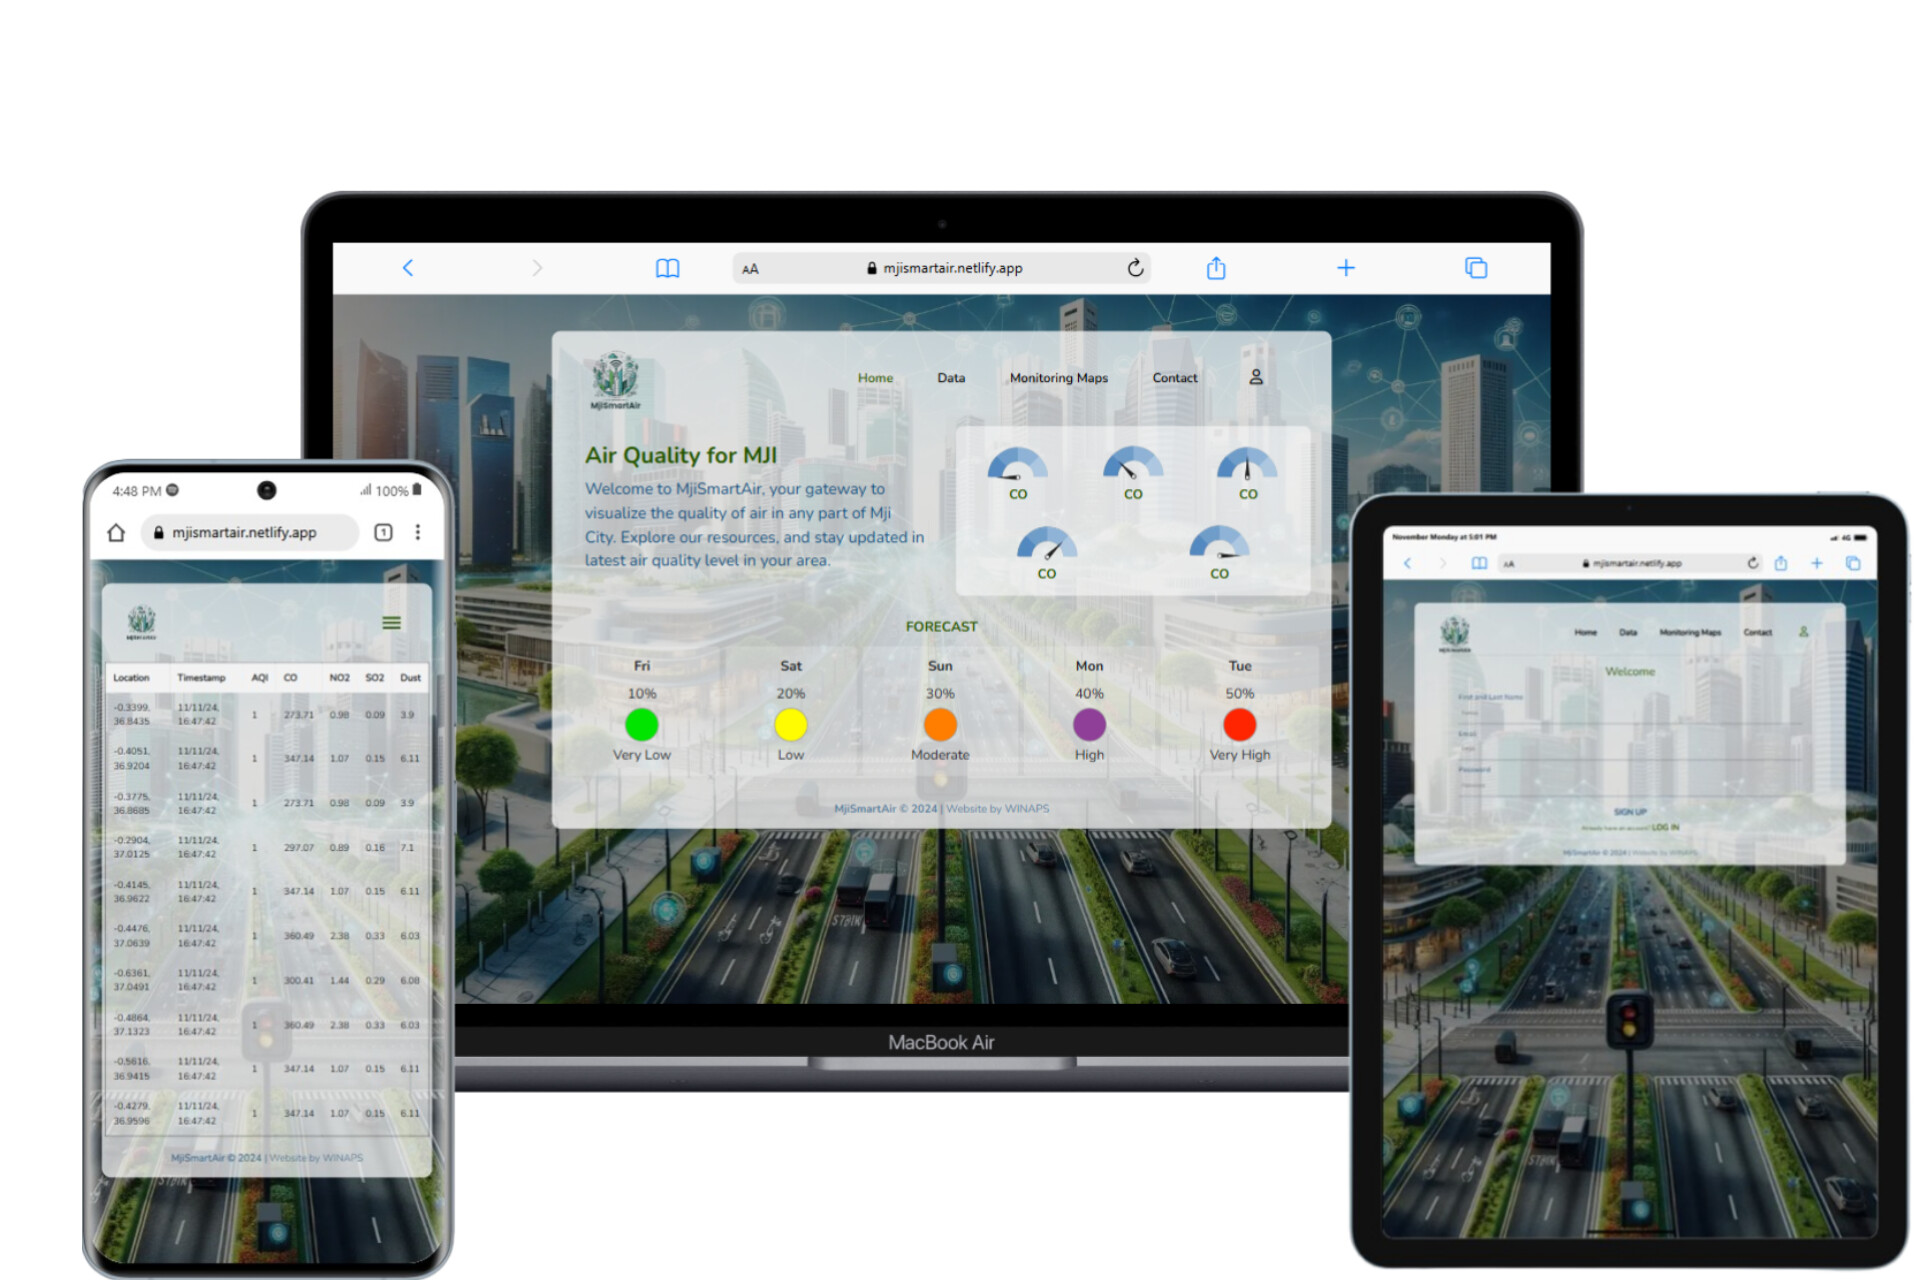 mjismartair.netlify.app
AA
MjiSmartAir
Home Data Monitoring Maps Contact
Air Quality for MJI
Welcome to MjiSmartAir, your gateway to
visualize the quality of air in any part of Mji
City. Explore our resources, and stay updated in
latest air quality level in your area.
CO CO CO
CO CO
FORECAST
Fri Sat Sun Mon Tue
10% 20% 30% 40% 50%
Very Low Low Moderate High Very High
MjiSmartAir © 2024 | Website by WINAPS
MacBook Air
4:48 PM 100%
mjismartair.netlify.app 1
Location Timestamp AQI CO NO2 SO2 Dust
-0.3399, 11/11/24,
36.8435 16:47:42 1 273.71 0.98 0.09 3.9
-0.4051, 11/11/24,
36.9204 16:47:42 1 347.14 1.07 0.15 6.11
-0.3775, 11/11/24,
36.8685 16:47:42 1 273.71 0.98 0.09 3.9
-0.2904, 11/11/24,
37.0125 16:47:42 1 297.07 0.89 0.16 7.1
-0.4145, 11/11/24,
36.9622 16:47:42 1 347.14 1.07 0.15 6.11
-0.4476, 11/11/24,
37.0639 16:47:42 1 360.49 2.38 0.33 6.03
-0.6361, 11/11/24,
37.0491 16:47:42 1 300.41 1.44 0.29 6.08
-0.4864, 11/11/24,
37.1323 16:47:42 1 360.49 2.38 0.33 6.03
-0.5616, 11/11/24,
36.9415 16:47:42 1 347.14 1.07 0.15 6.11
-0.4279, 11/11/24,
36.9596 16:47:42 1 347.14 1.07 0.15 6.11
MjiSmartAir © 2024 | Website by WINAPS
November Monday at 5:01 PM 4G
AA mjismartair.netlify.app
Home Data Monitoring Maps Contact
Welcome
First and Last Name
Email
Password
SIGN UP
Already have an account? LOG IN
MjiSmartAir © 2024 | Website by WINAPS